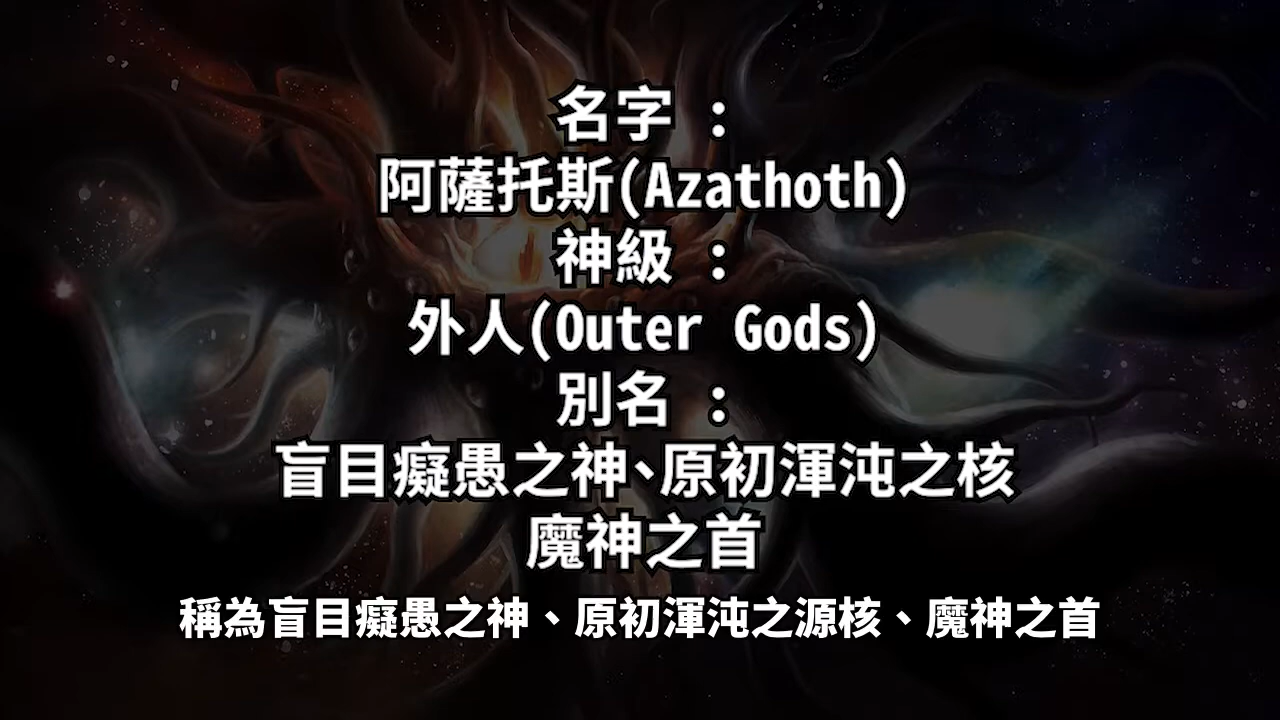 名字 :
阿薩托斯(Azathoth)
神級 :
外人(Outer Gods)
別名 :
盲目癡愚之神、原初渾沌之核
魔神之首
稱為盲目癡愚之神、原初渾沌之源核、魔神之首